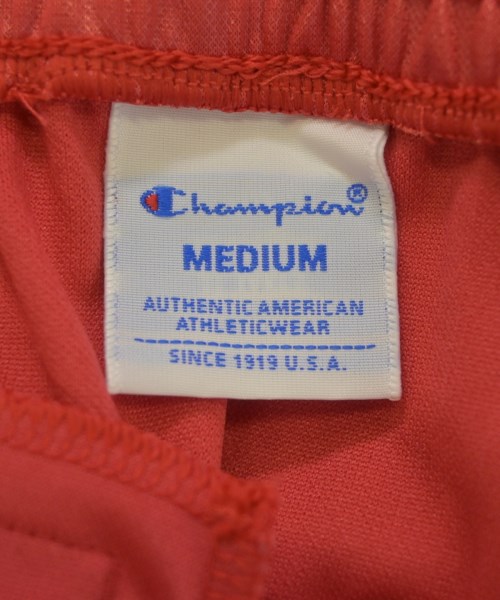 Champion®
MEDIUM
AUTHENTIC AMERICAN
ATHLETICWEAR
SINCE 1919 U.S.A.